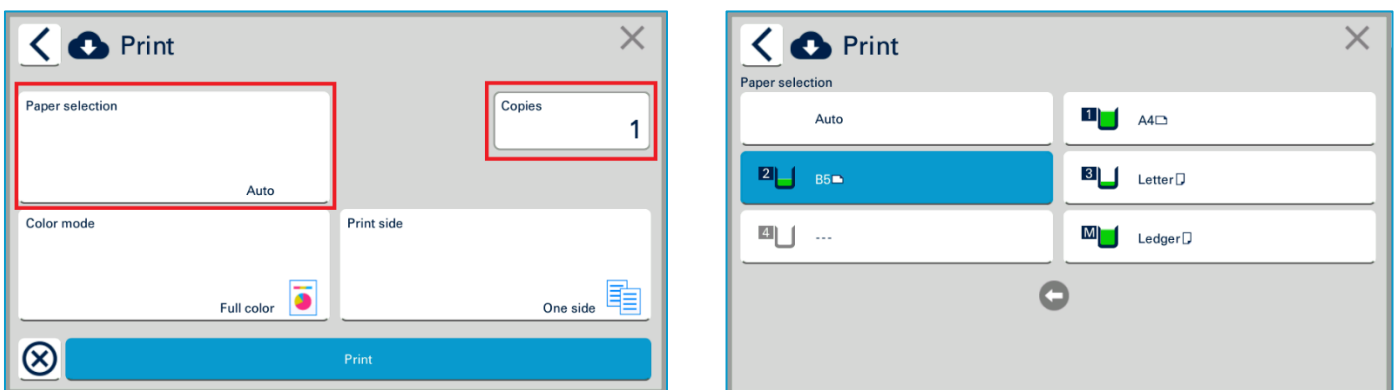 Print
Paper selection
Auto
Copies
1
Color mode
Full color
Print side
One side
Print
Print
Paper selection
Auto
1 A4
2 B5
3 Letter
4 ---
M Ledger